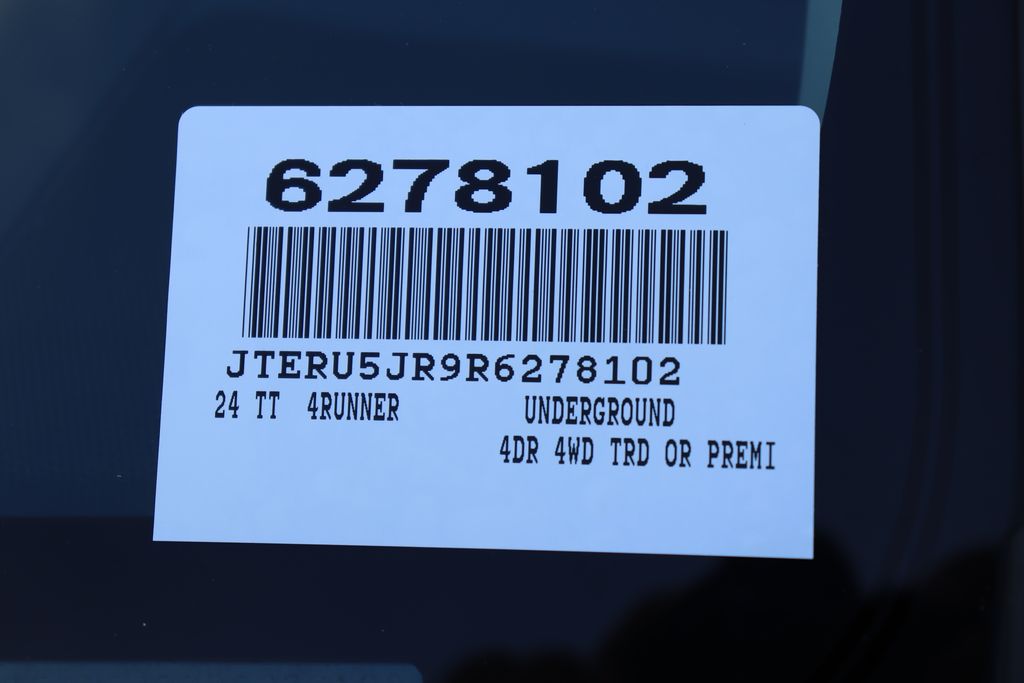 6278102
JTERU5JR9R6278102
24 TT 4RUNNER UNDERGROUND
4DR 4WD TRD OR PREMI